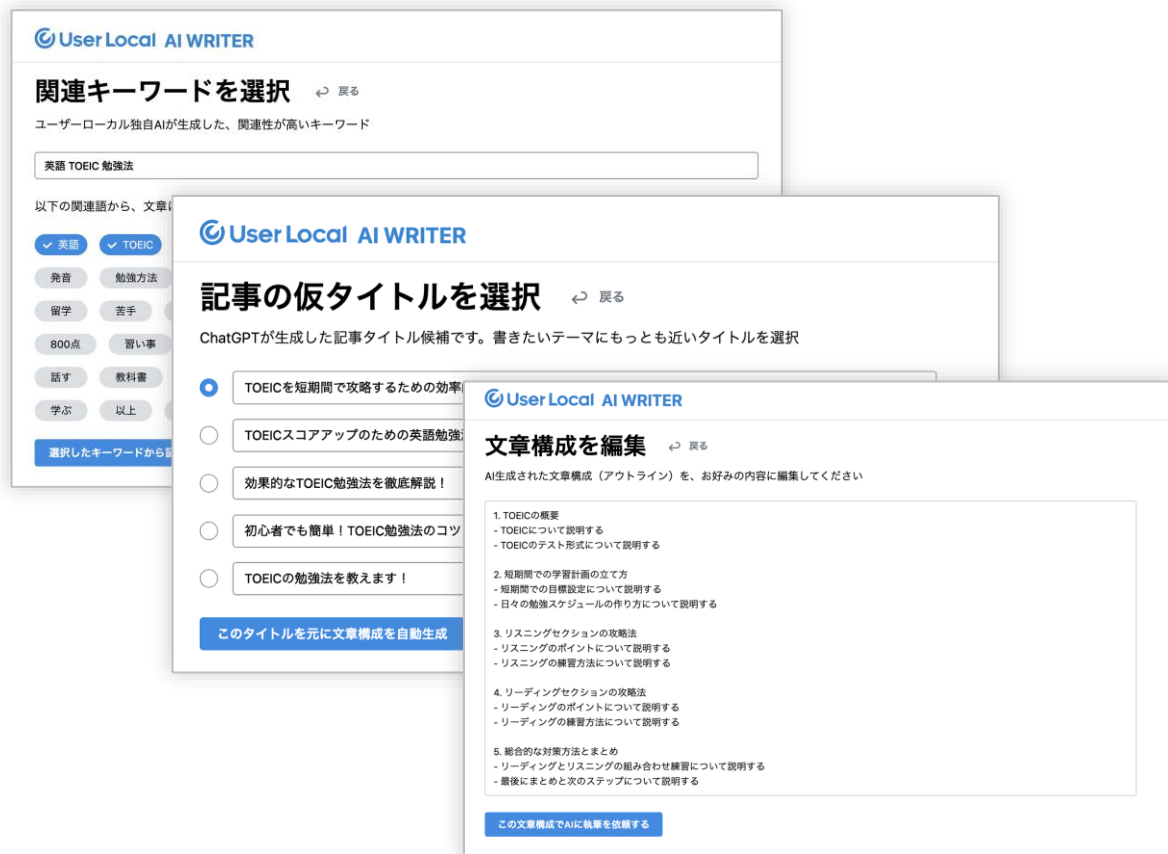 User Local AI WRITER
関連キーワードを選択 戻る
ユーザーローカル独自AIが生成した、関連性が高いキーワード
英語 TOEIC 勉強法
以下の関連語から、文章に
英語 TOEIC
発音 勉強方法
留学 苦手
800点 習い事
話す 教科書
学ぶ 以上
選択したキーワードから
User Local AI WRITER
記事の仮タイトルを選択 戻る
ChatGPTが生成した記事タイトル候補です。書きたいテーマにもっとも近いタイトルを選択
TOEICを短期間で攻略するための効率
TOEICスコアアップのための英語勉強
効果的なTOEIC勉強法を徹底解説！
初心者でも簡単！TOEIC勉強法のコツ
TOEICの勉強法を教えます！
このタイトルを元に文章構成を自動生成
User Local AI WRITER
文章構成を編集 戻る
AI生成された文章構成（アウトライン）を、お好みの内容に編集してください
1. TOEICの概要
- TOEICについて説明する
- TOEICのテスト形式について説明する
2. 短期間での学習計画の立て方
- 短期間での目標設定について説明する
- 日々の勉強スケジュールの作り方について説明する
3. リスニングセクションの攻略法
- リスニングのポイントについて説明する
- リスニングの練習方法について説明する
4. リーディングセクションの攻略法
- リーディングのポイントについて説明する
- リーディングの練習方法について説明する
5. 総合的な対策方法とまとめ
- リーディングとリスニングの組み合わせ練習について説明する
- 最後にまとめと次のステップについて説明する
この文章構成でAIに執筆を依頼する